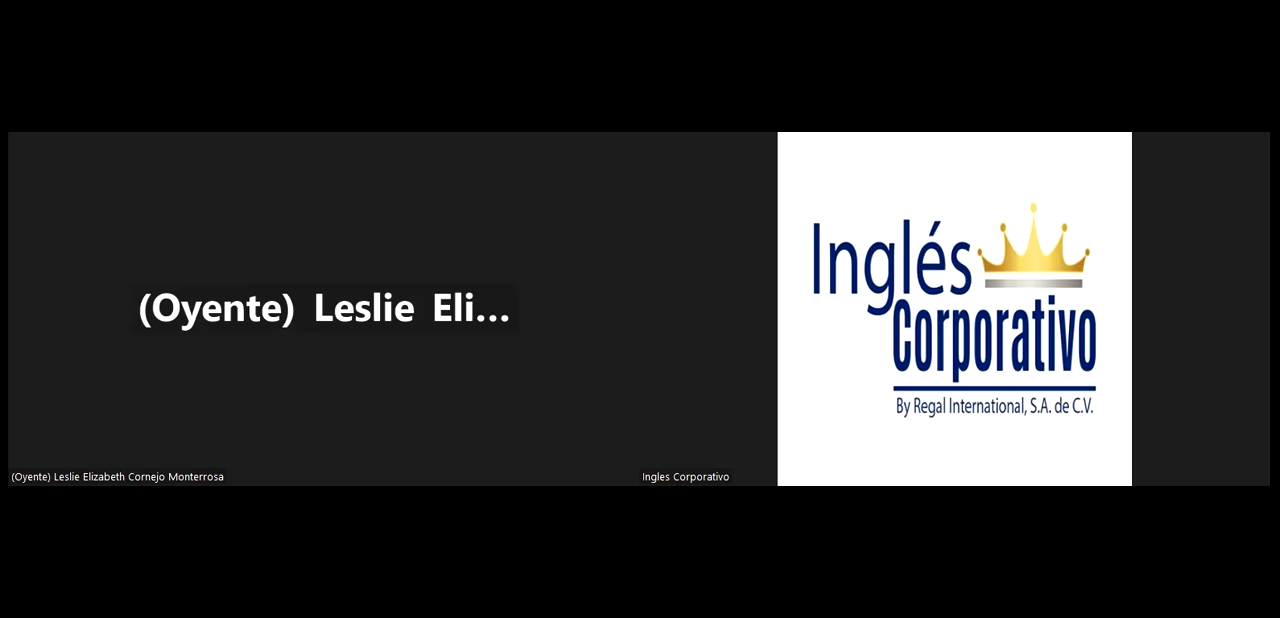 (Oyente) Leslie Eli...
(Oyente) Leslie Elizabeth Cornejo Monterrosa
Inglés
Corporativo
By Regal International, S.A. de C.V.
Ingles Corporativo